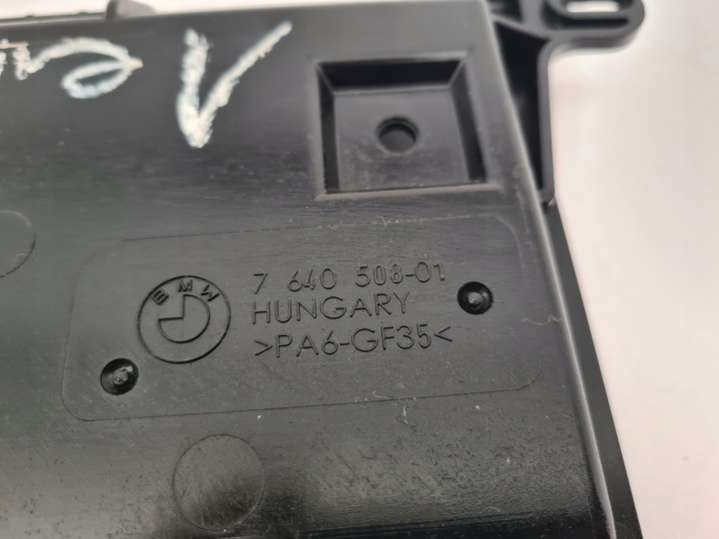 BMW
7 640 508-01
HUNGARY
>PA6-GF35<